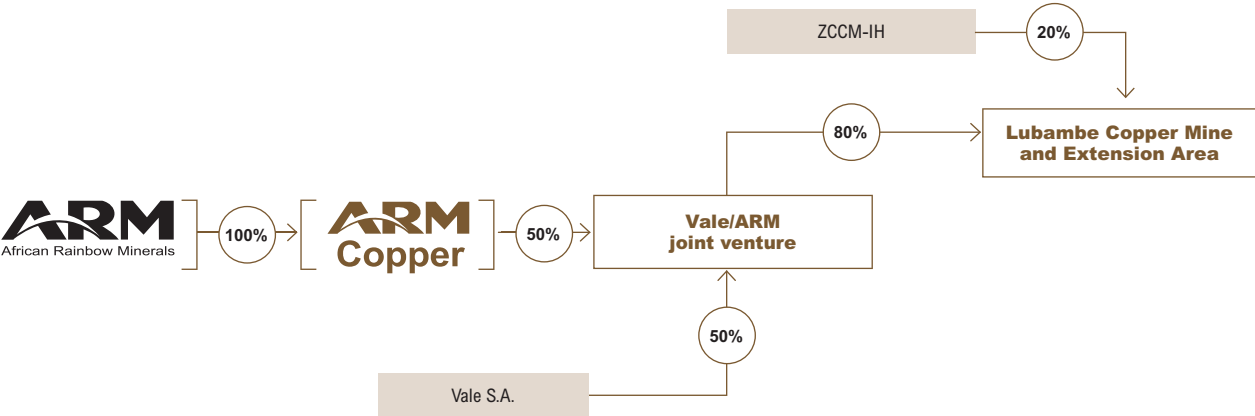 ZCCM-IH
20%
80%
Lubambe Copper Mine
and Extension Area
ARM
African Rainbow Minerals
100%
ARM
Copper
50%
Vale/ARM
joint venture
50%
Vale S.A.